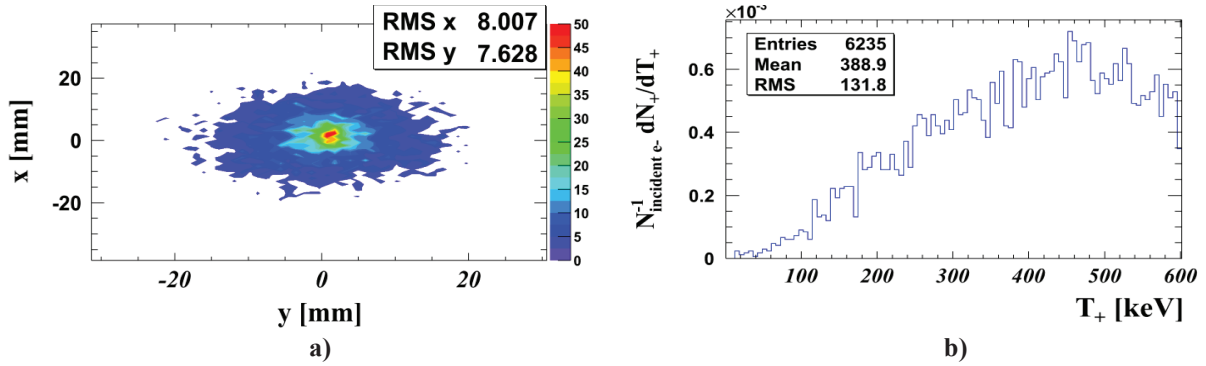 RMS x 8.007
RMS y 7.628
50
45
40
35
30
25
20
15
10
5
0
20
0
-20
x [mm]
-20 0 20
y [mm]
a)
×10⁻³
Entries 6235
Mean 388.9
RMS 131.8
0.6
0.4
0.2
0
N⁻¹incident e- dN₊/dT₊
100 200 300 400 500 600
T₊ [keV]
b)